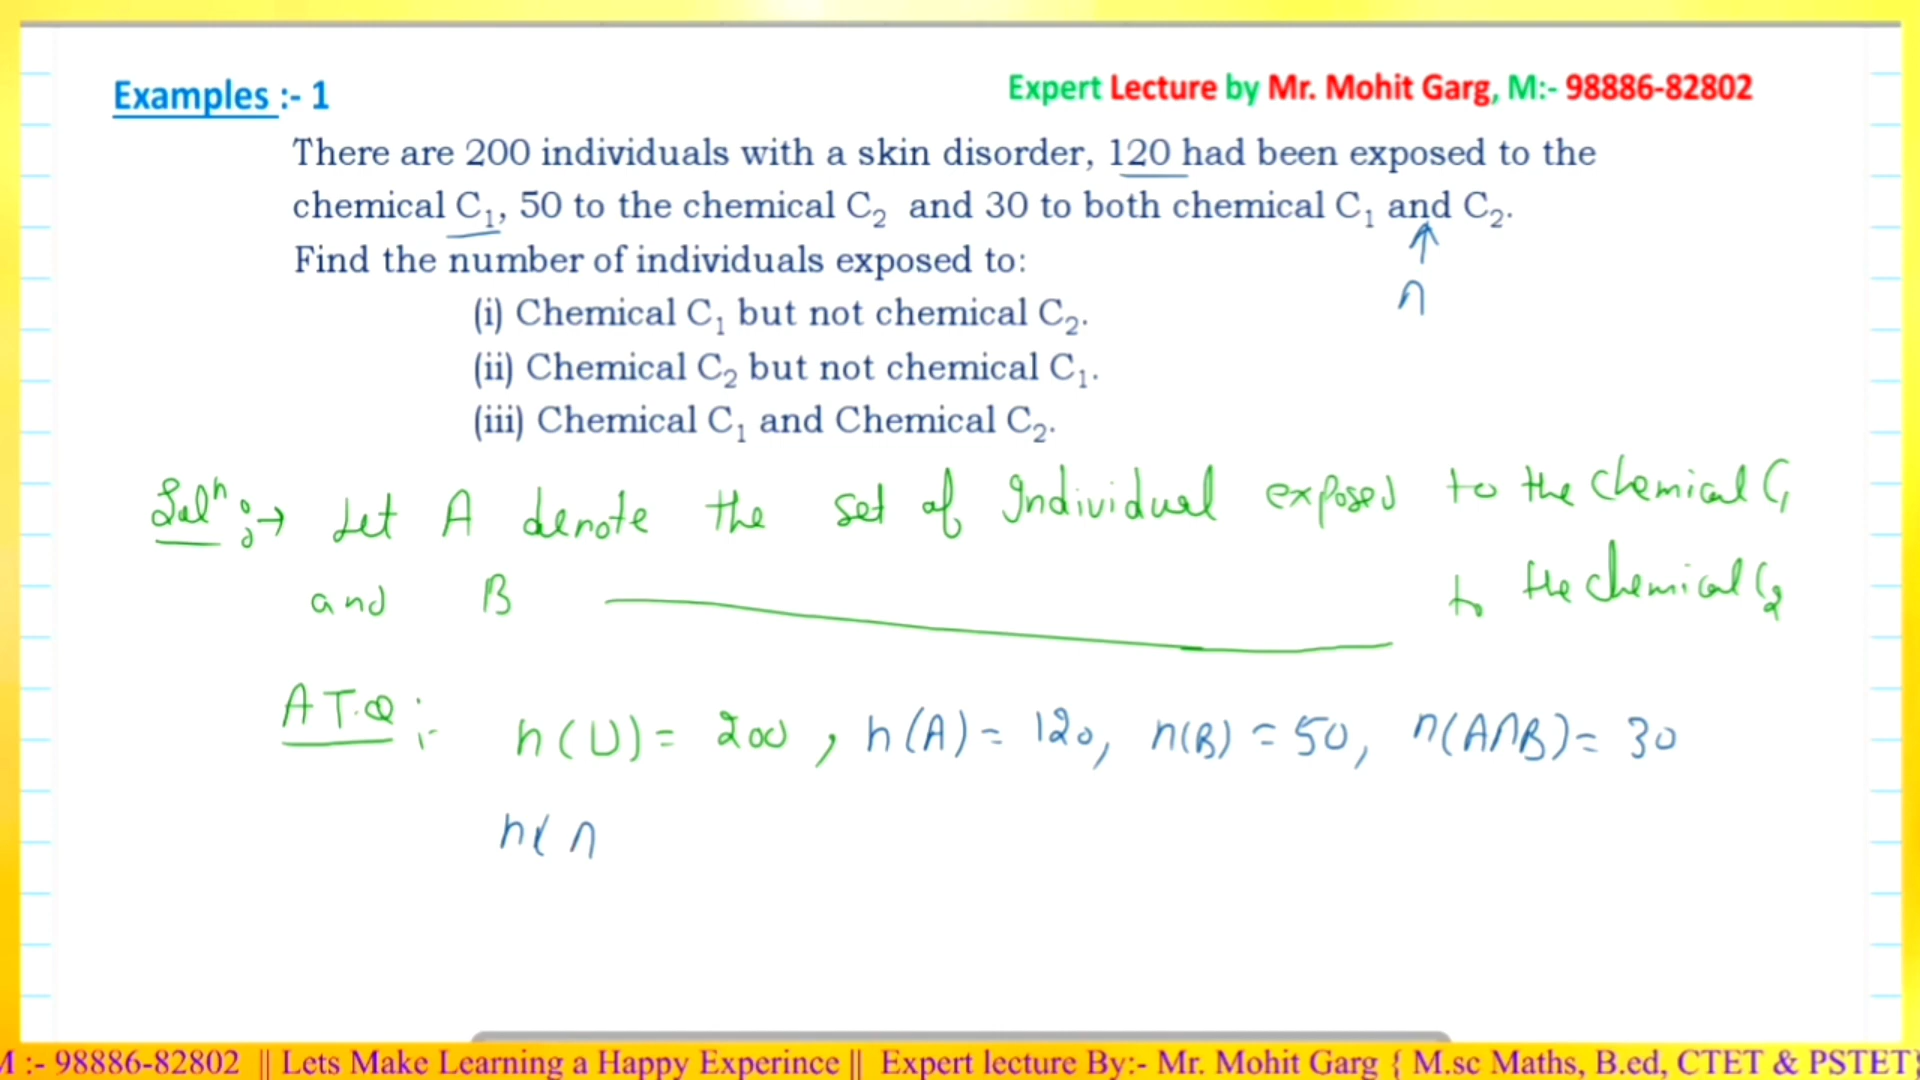 Examples :- 1
Expert Lecture by Mr. Mohit Garg, M:- 98886-82802
There are 200 individuals with a skin disorder, 120 had been exposed to the
chemical C₁, 50 to the chemical C₂ and 30 to both chemical C₁ and C₂.
∩
Find the number of individuals exposed to:
(i) Chemical C₁ but not chemical C₂.
(ii) Chemical C₂ but not chemical C₁.
(iii) Chemical C₁ and Chemical C₂.
Solⁿ :→ Let A denote the set of Individual exposed to the chemical C₁
and B to the chemical C₂
A T.Q :- n(U) = 200, n(A) = 120, n(B) = 50, n(A∩B) = 30
n( ∩
M :- 98886-82802 || Lets Make Learning a Happy Experince || Expert lecture By:- Mr. Mohit Garg { M.sc Maths, B.ed, CTET & PSTET}